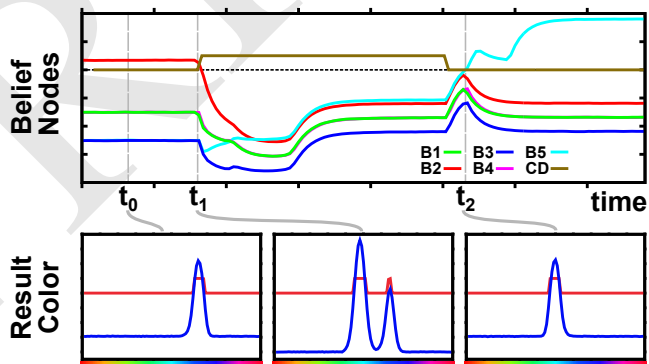 Belief
Nodes
B1 B3 B5
B2 B4 CD
t0 t1 t2 time
Result
Color